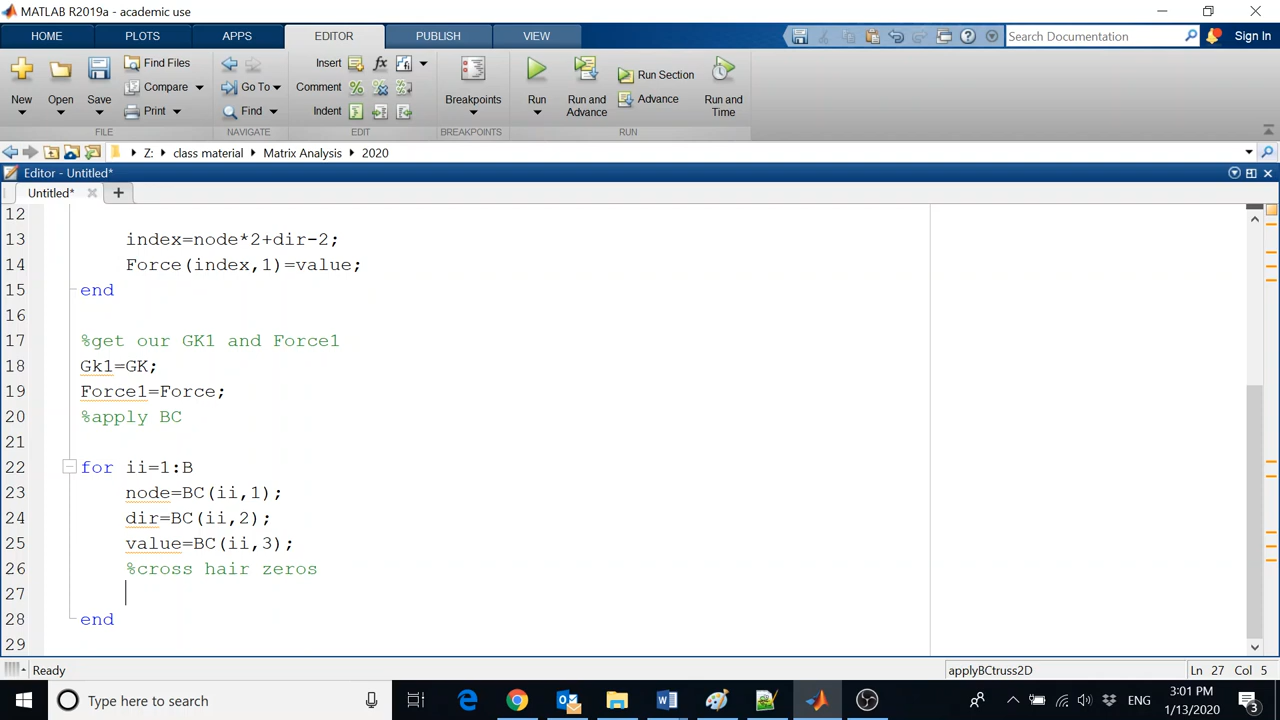 MATLAB R2019a - academic use
HOME PLOTS APPS EDITOR PUBLISH VIEW Search Documentation Sign In
New Open Save Find Files Compare Print Go To Find Insert fx Comment % Indent Breakpoints Run Run and Advance Run Section Advance Run and Time
FILE NAVIGATE EDIT BREAKPOINTS RUN
Z: class material Matrix Analysis 2020
Editor - Untitled*
Untitled* +
12
13 index=node*2+dir-2;
14 Force(index,1)=value;
15 end
16
17 %get our GK1 and Force1
18 Gk1=GK;
19 Force1=Force;
20 %apply BC
21
22 for ii=1:B
23 node=BC(ii,1);
24 dir=BC(ii,2);
25 value=BC(ii,3);
26 %cross hair zeros
27
28 end
29
Ready applyBCtruss2D Ln 27 Col 5
Type here to search ENG 3:01 PM 1/13/2020 3